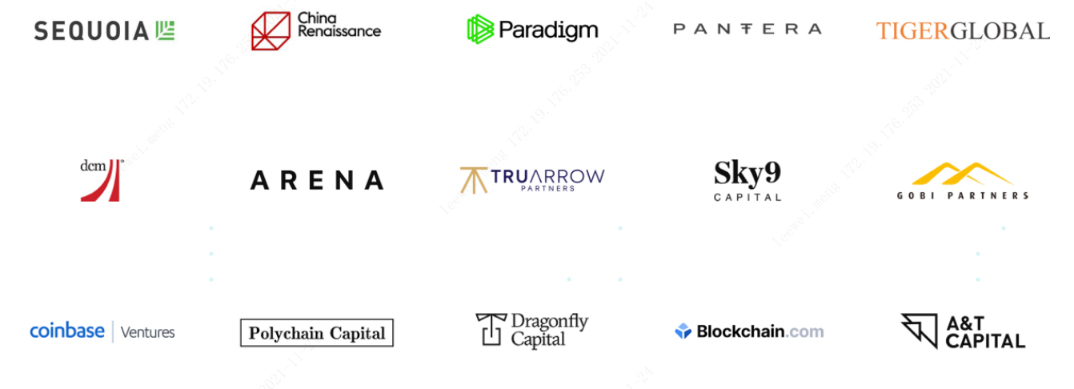 SEQUOIA
China
Renaissance
Paradigm
PANTERA
TIGERGLOBAL
dcm
ARENA
TRUARROW
PARTNERS
Sky9
CAPITAL
GOBI PARTNERS
coinbase Ventures
Polychain Capital
Dragonfly
Capital
Blockchain.com
A&T
CAPITAL